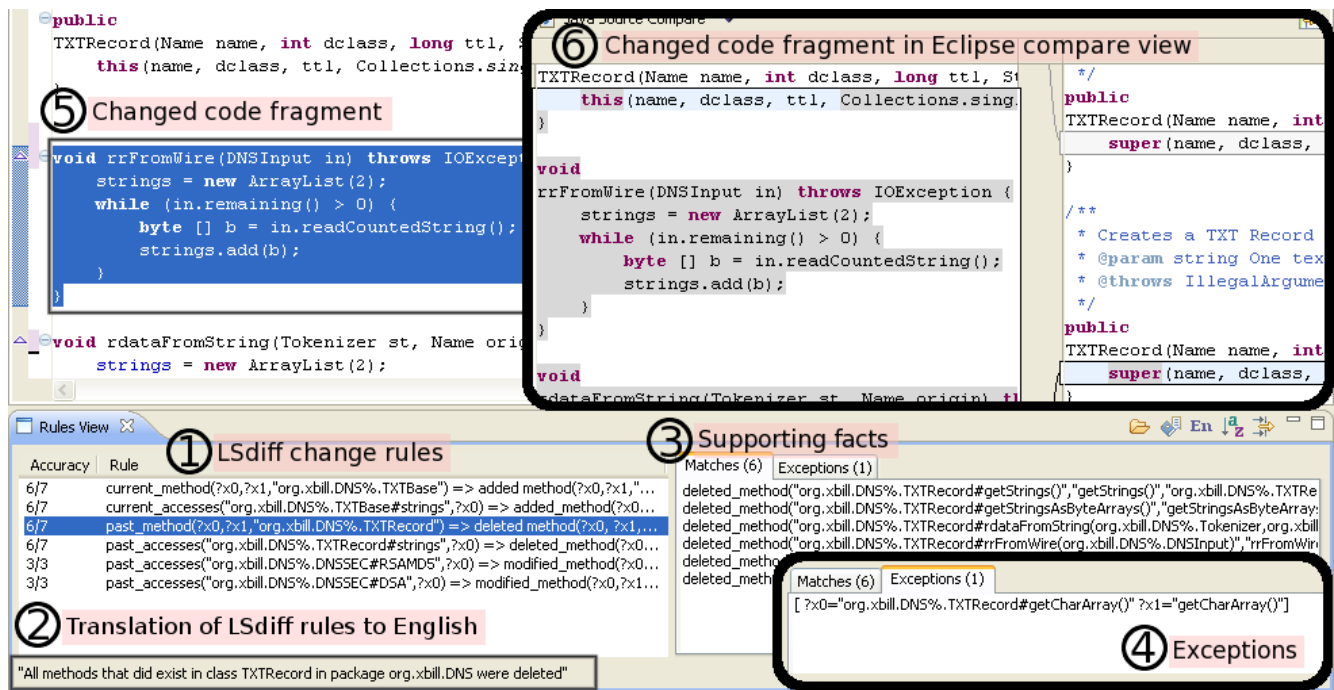 public
TXTRecord(Name name, int dclass, long ttl, S
this(name, dclass, ttl, Collections.sing
}
⑤ Changed code fragment
void rrFromWire(DNSInput in) throws IOExcept
strings = new ArrayList(2);
while (in.remaining() > 0) {
byte [] b = in.readCountedString();
strings.add(b);
}
}
void rdataFromString(Tokenizer st, Name orig
strings = new ArrayList(2);
Java Source Compare
⑥ Changed code fragment in Eclipse compare view
TXTRecord(Name name, int dclass, long ttl, St
this(name, dclass, ttl, Collections.sing.
}
void
rrFromWire(DNSInput in) throws IOException {
strings = new ArrayList(2);
while (in.remaining() > 0) {
byte [] b = in.readCountedString();
strings.add(b);
}
}
void
rdataFromString(Tokenizer st, Name origin) th
*/
public
TXTRecord(Name name, int
super(name, dclass,
}
/**
* Creates a TXT Record
* @param string One tex
* @throws IllegalArgume
*/
public
TXTRecord(Name name, int
super(name, dclass,
}
Rules View
En
① LSdiff change rules
Accuracy Rule
6/7 current_method(?x0,?x1,"org.xbill.DNS%.TXTBase") => added method(?x0,?x1,"...
6/7 current_accesses("org.xbill.DNS%.TXTBase#strings",?x0) => added_method(?x0...
6/7 past_method(?x0,?x1,"org.xbill.DNS%.TXTRecord") => deleted method(?x0, ?x1,...
6/7 past_accesses("org.xbill.DNS%.TXTRecord#strings",?x0) => deleted_method(?x0...
3/3 past_accesses("org.xbill.DNS%.DNSSEC#RSAMD5",?x0) => modified_method(?x0...
3/3 past_accesses("org.xbill.DNS%.DNSSEC#DSA",?x0) => modified_method(?x0,?x1...
② Translation of LSdiff rules to English
"All methods that did exist in class TXTRecord in package org.xbill.DNS were deleted"
③ Supporting facts
Matches (6) Exceptions (1)
deleted_method("org.xbill.DNS%.TXTRecord#getStrings()","getStrings()","org.xbill.DNS%.TXTRe
deleted_method("org.xbill.DNS%.TXTRecord#getStringsAsByteArrays()","getStringsAsByteArray:
deleted_method("org.xbill.DNS%.TXTRecord#rdataFromString(org.xbill.DNS%.Tokenizer,org.xbill
deleted_method("org.xbill.DNS%.TXTRecord#rrFromWire(org.xbill.DNS%.DNSInput)","rrFromWir
deleted_metho
deleted_meth
Matches (6) Exceptions (1)
[ ?x0="org.xbill.DNS%.TXTRecord#getCharArray()" ?x1="getCharArray()"]
④ Exceptions